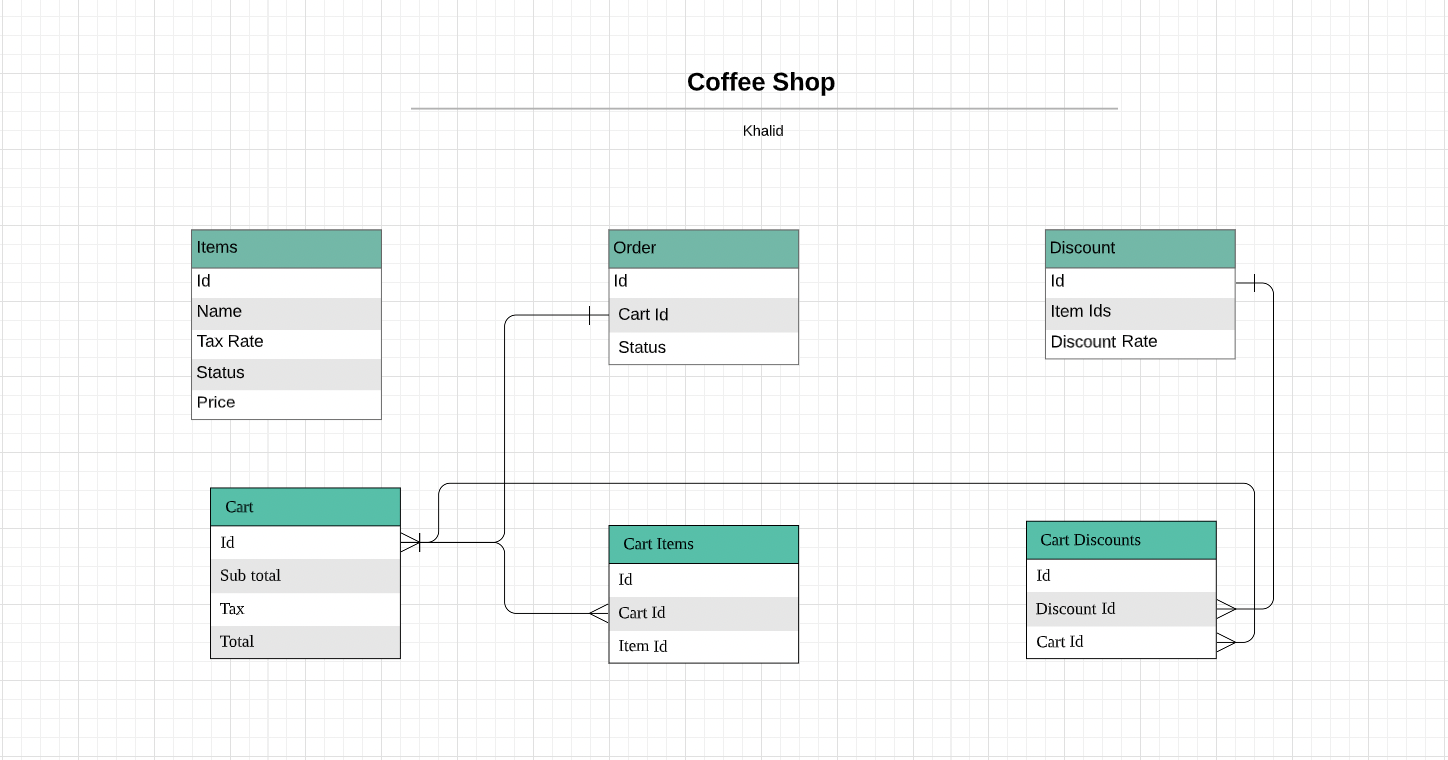 Coffee Shop
Khalid
Items
Id
Name
Tax Rate
Status
Price
Order
Id
Cart Id
Status
Discount
Id
Item Ids
Discount Rate
Cart
Id
Sub total
Tax
Total
Cart Items
Id
Cart Id
Item Id
Cart Discounts
Id
Discount Id
Cart Id